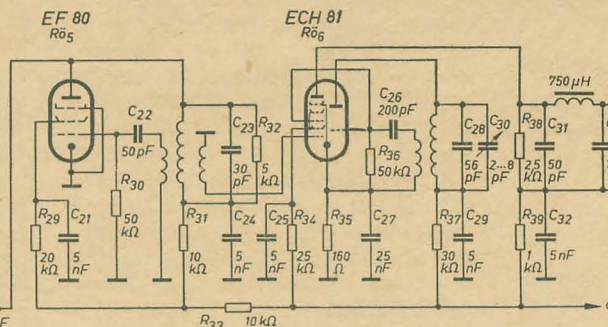 EF 80
Rö5
ECH 81
Rö6
C22
50 pF
R30
50
kΩ
R29
20
kΩ
C21
5
nF
C23
30
pF
R32
5
kΩ
R31
10
kΩ
C24
5
nF
C25
5
nF
R33
10 kΩ
R34
25
kΩ
R35
160
Ω
C26
200 pF
R36
50 kΩ
C27
25
nF
C28
56
pF
C30
2...8
pF
R37
30
kΩ
C29
5
nF
750 µH
R38
2,5
kΩ
C31
50
pF
R39
1
kΩ
C32
5 nF